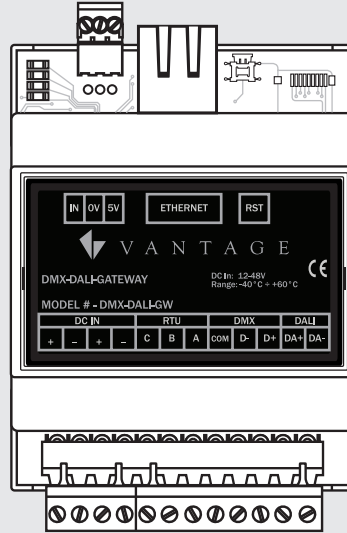 IN 0V 5V ETHERNET RST
VANTAGE
CE
DMX-DALI-GATEWAY
DC In: 12-48V
Range:-40°C ÷ +60°C
MODEL # - DMX-DALI-GW
DC IN RTU DMX DALI
+ – + – C B A COM D- D+ DA+ DA-